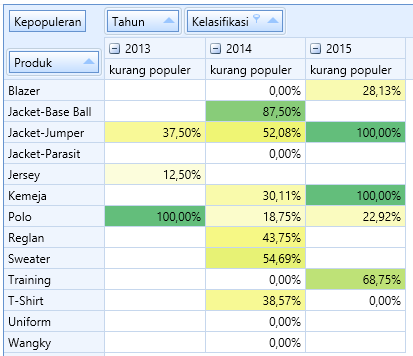 Kepopuleran Tahun Kelasifikasi
2013 2014 2015
Produk kurang populer kurang populer kurang populer
Blazer 0,00% 28,13%
Jacket-Base Ball 87,50%
Jacket-Jumper 37,50% 52,08% 100,00%
Jacket-Parasit 0,00%
Jersey 12,50%
Kemeja 30,11% 100,00%
Polo 100,00% 18,75% 22,92%
Reglan 43,75%
Sweater 54,69%
Training 0,00% 68,75%
T-Shirt 38,57% 0,00%
Uniform 0,00%
Wangky 0,00%